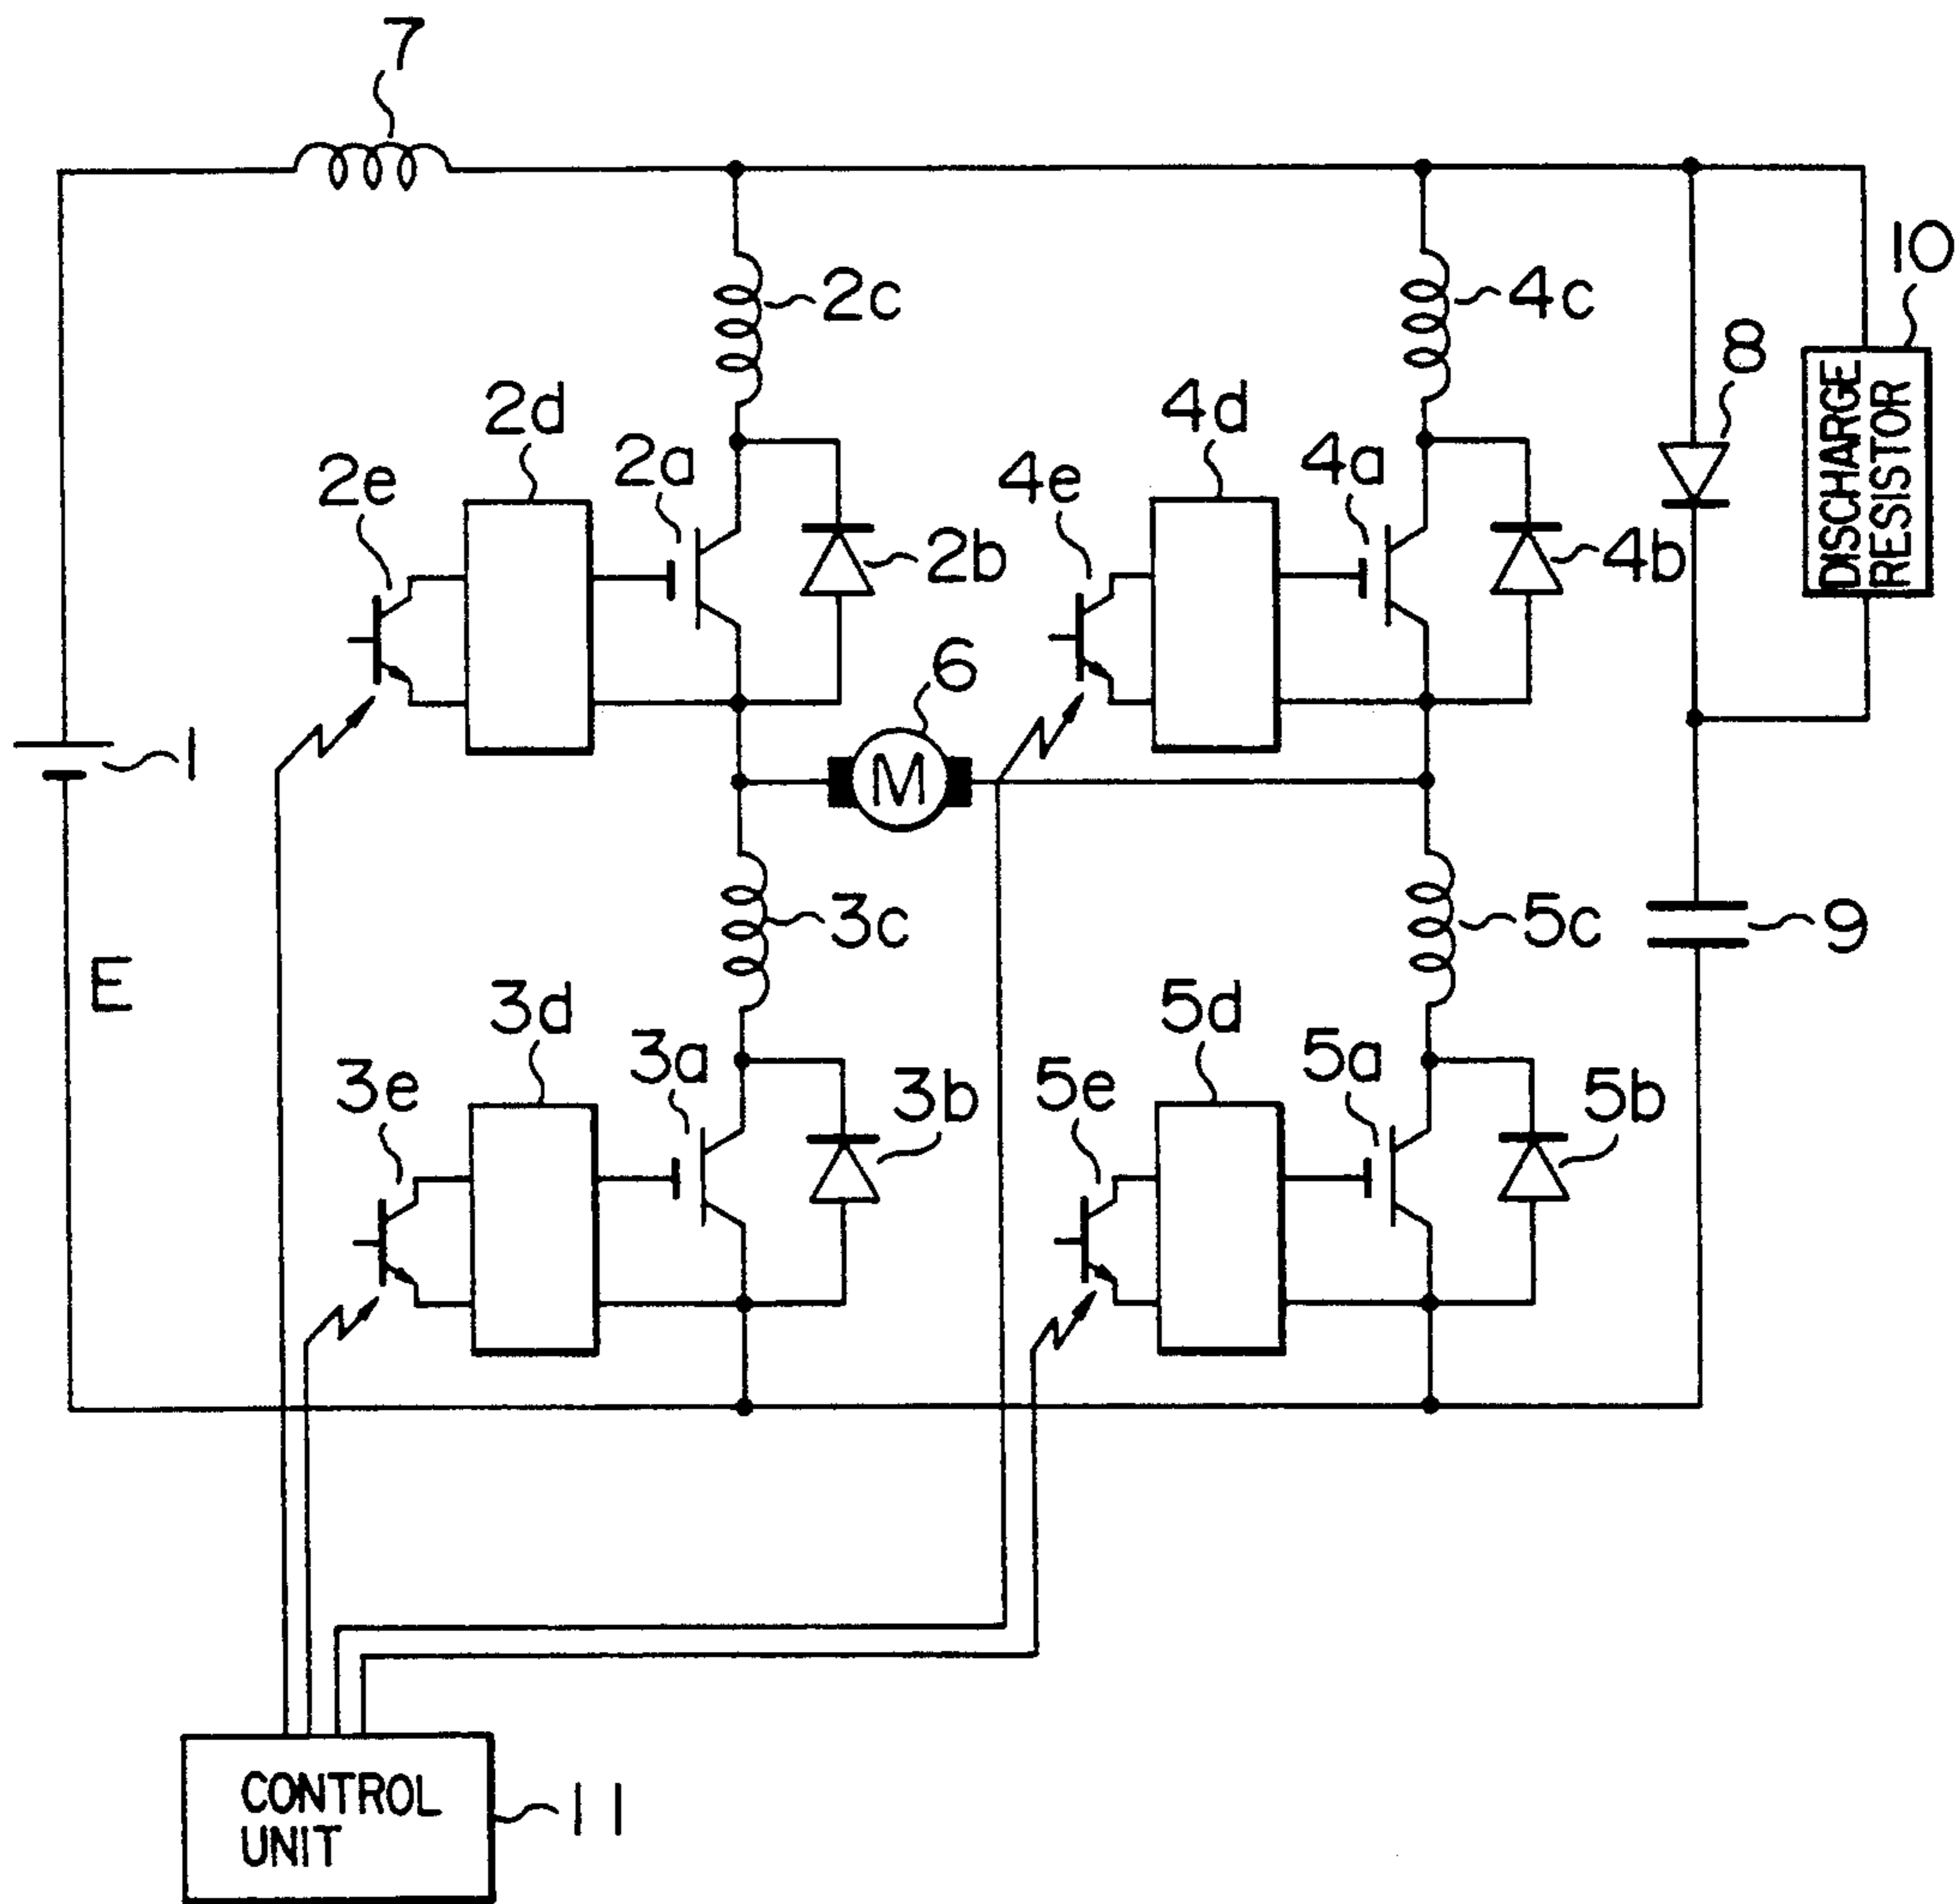 7
10
2c
4c
8
DISCHARGE
RESISTOR
2d
4d
2a
4a
2e
4e
2b
4b
6
1
M
3c
5c
9
E
3d
5d
3a
5a
3e
5e
3b
5b
CONTROL
UNIT
11